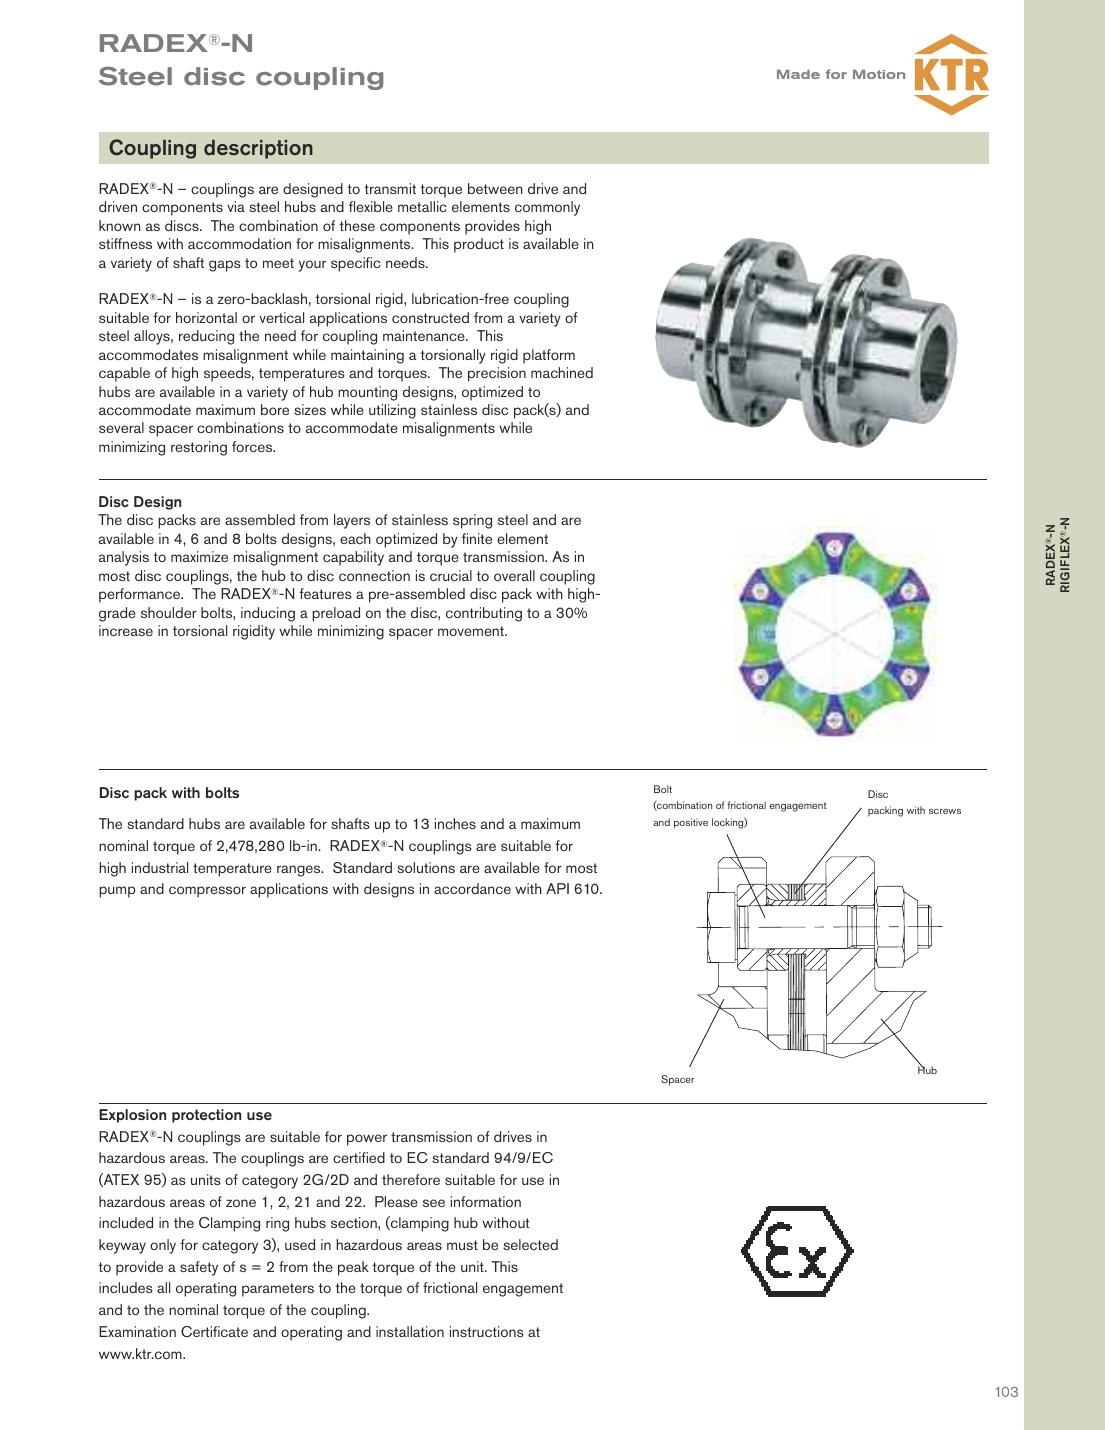 RADEX®-N
Steel disc coupling
Made for Motion KTR
Coupling description
RADEX®-N – couplings are designed to transmit torque between drive and
driven components via steel hubs and flexible metallic elements commonly
known as discs.  The combination of these components provides high
stiffness with accommodation for misalignments.  This product is available in
a variety of shaft gaps to meet your specific needs.
RADEX®-N – is a zero-backlash, torsional rigid, lubrication-free coupling
suitable for horizontal or vertical applications constructed from a variety of
steel alloys, reducing the need for coupling maintenance.  This
accommodates misalignment while maintaining a torsionally rigid platform
capable of high speeds, temperatures and torques.  The precision machined
hubs are available in a variety of hub mounting designs, optimized to
accommodate maximum bore sizes while utilizing stainless disc pack(s) and
several spacer combinations to accommodate misalignments while
minimizing restoring forces.
Disc Design
The disc packs are assembled from layers of stainless spring steel and are
available in 4, 6 and 8 bolts designs, each optimized by finite element
analysis to maximize misalignment capability and torque transmission. As in
most disc couplings, the hub to disc connection is crucial to overall coupling
performance.  The RADEX®-N features a pre-assembled disc pack with high-
grade shoulder bolts, inducing a preload on the disc, contributing to a 30%
increase in torsional rigidity while minimizing spacer movement.
RADEX®-N
RIGIFLEX®-N
Disc pack with bolts
The standard hubs are available for shafts up to 13 inches and a maximum
nominal torque of 2,478,280 lb-in.  RADEX®-N couplings are suitable for
high industrial temperature ranges.  Standard solutions are available for most
pump and compressor applications with designs in accordance with API 610.
Bolt
(combination of frictional engagement
and positive locking)
Disc
packing with screws
Spacer
Hub
Explosion protection use
RADEX®-N couplings are suitable for power transmission of drives in
hazardous areas. The couplings are certified to EC standard 94/9/EC
(ATEX 95) as units of category 2G/2D and therefore suitable for use in
hazardous areas of zone 1, 2, 21 and 22.  Please see information
included in the Clamping ring hubs section, (clamping hub without
keyway only for category 3), used in hazardous areas must be selected
to provide a safety of s = 2 from the peak torque of the unit. This
includes all operating parameters to the torque of frictional engagement
and to the nominal torque of the coupling.
Examination Certificate and operating and installation instructions at
www.ktr.com.
Ex
103